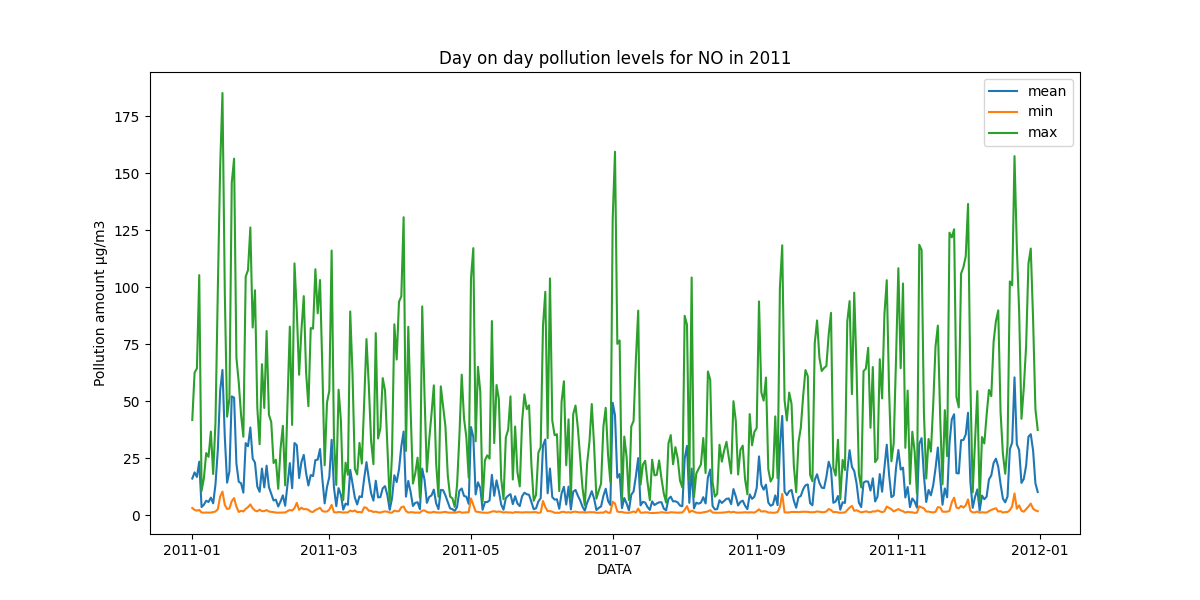 Day on day pollution levels for NO in 2011
mean
min
max
175
150
125
100
75
50
25
0
Pollution amount µg/m3
2011-01 2011-03 2011-05 2011-07 2011-09 2011-11 2012-01
DATA